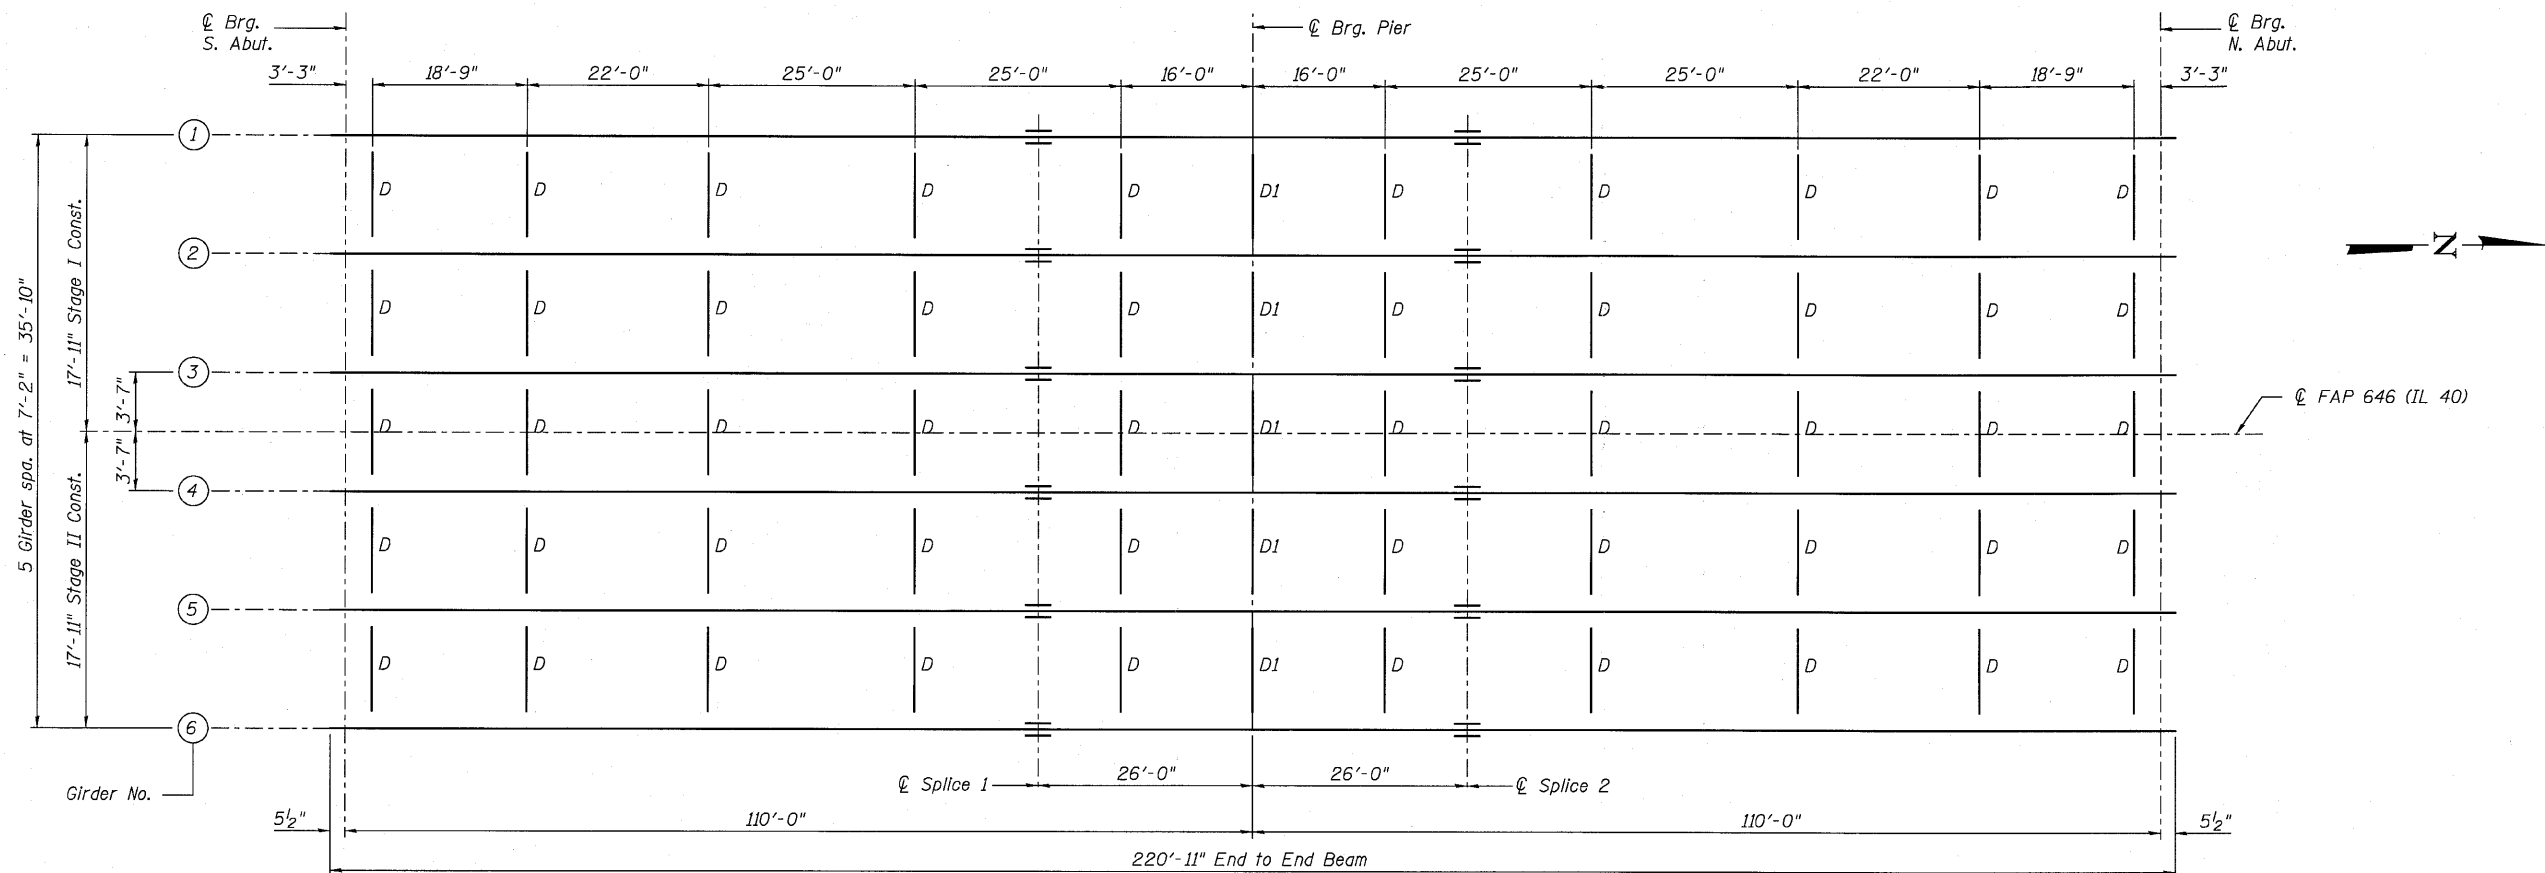 ℄ Brg.
S. Abut.
℄ Brg. Pier
℄ Brg.
N. Abut.
3'-3" 18'-9" 22'-0" 25'-0" 25'-0" 16'-0" 16'-0" 25'-0" 25'-0" 22'-0" 18'-9" 3'-3"
1
D D D D D D1 D D D D D
2
D D D D D D1 D D D D D
3
D D D D D D1 D D D D D
4
D D D D D D1 D D D D D
5
D D D D D D1 D D D D D
6
Girder No.
5 Girder spa. at 7'-2" = 35'-10"
17'-11" Stage I Const.
17'-11" Stage II Const.
3'-7"
3'-7"
N
℄ FAP 646 (IL 40)
℄ Splice 1 26'-0" 26'-0" ℄ Splice 2
5½" 110'-0" 110'-0" 5½"
220'-11" End to End Beam